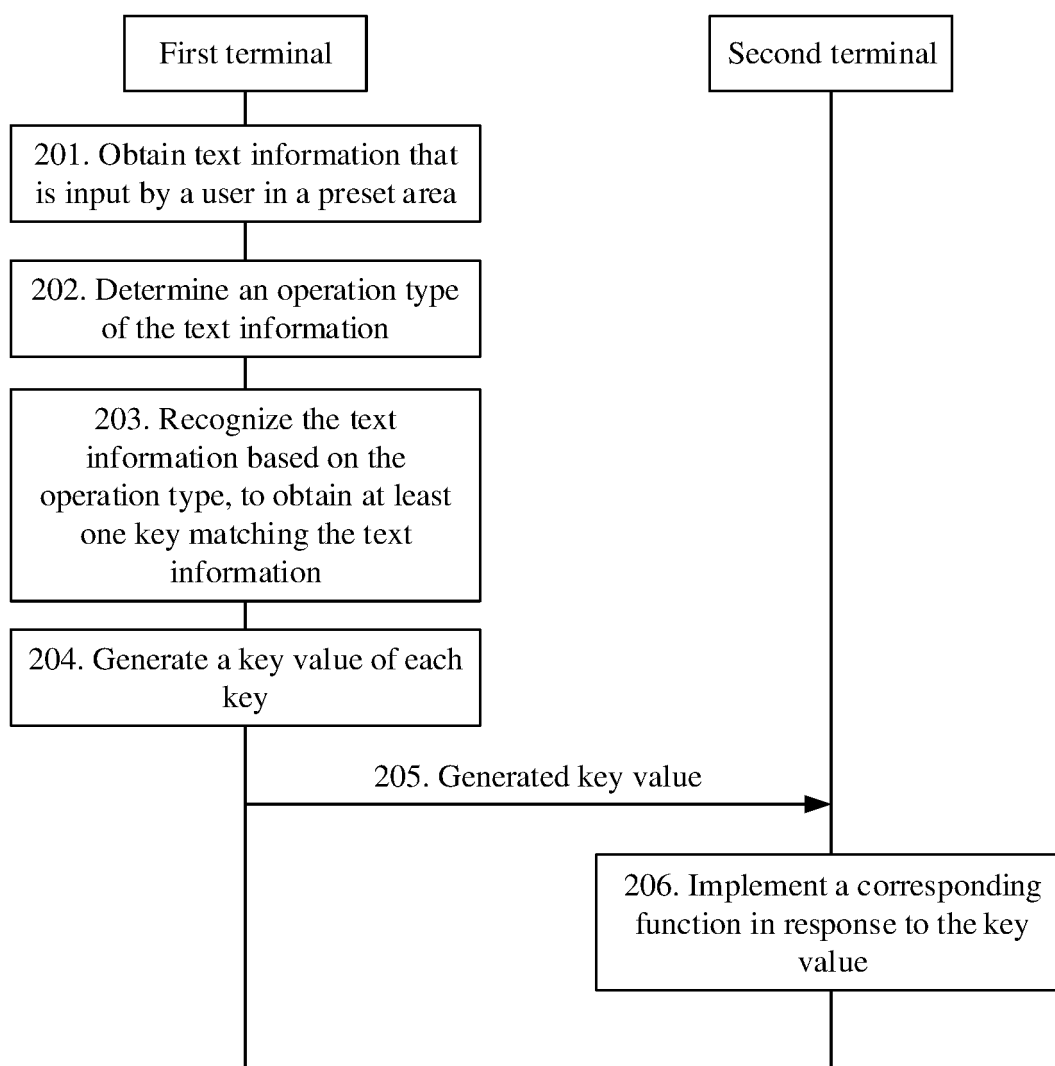 First terminal
Second terminal
201. Obtain text information that
is input by a user in a preset area
202. Determine an operation type
of the text information
203. Recognize the text
information based on the
operation type, to obtain at least
one key matching the text
information
204. Generate a key value of each
key
205. Generated key value
206. Implement a corresponding
function in response to the key
value